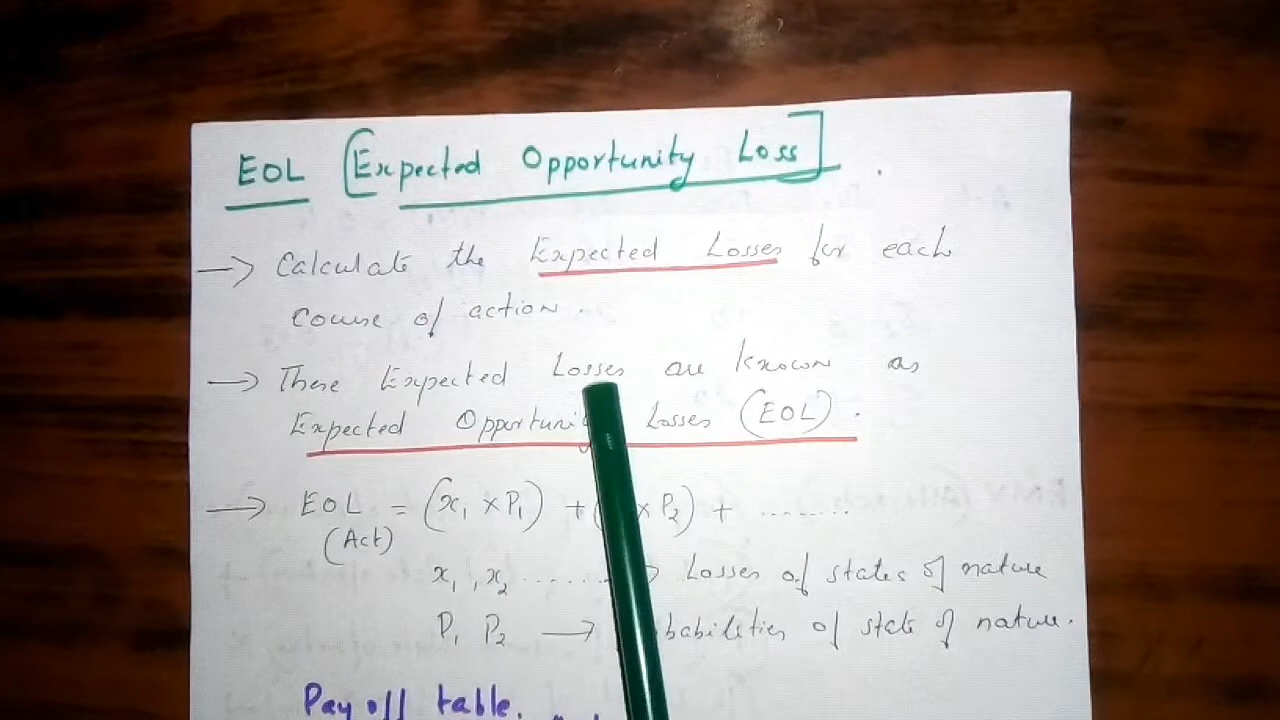 EOL [Expected Opportunity Loss]
→ Calculate the Expected Losses for each
course of action.
→ These Expected Losses are known as
Expected Opportuni Losses (EOL).
→ EOL = (x₁ × P₁) + ( × P₂) + ........
(Act)
x₁, x₂ ....... → Losses of states of nature
P₁ P₂ → babilities of state of nature.
Pay off table.